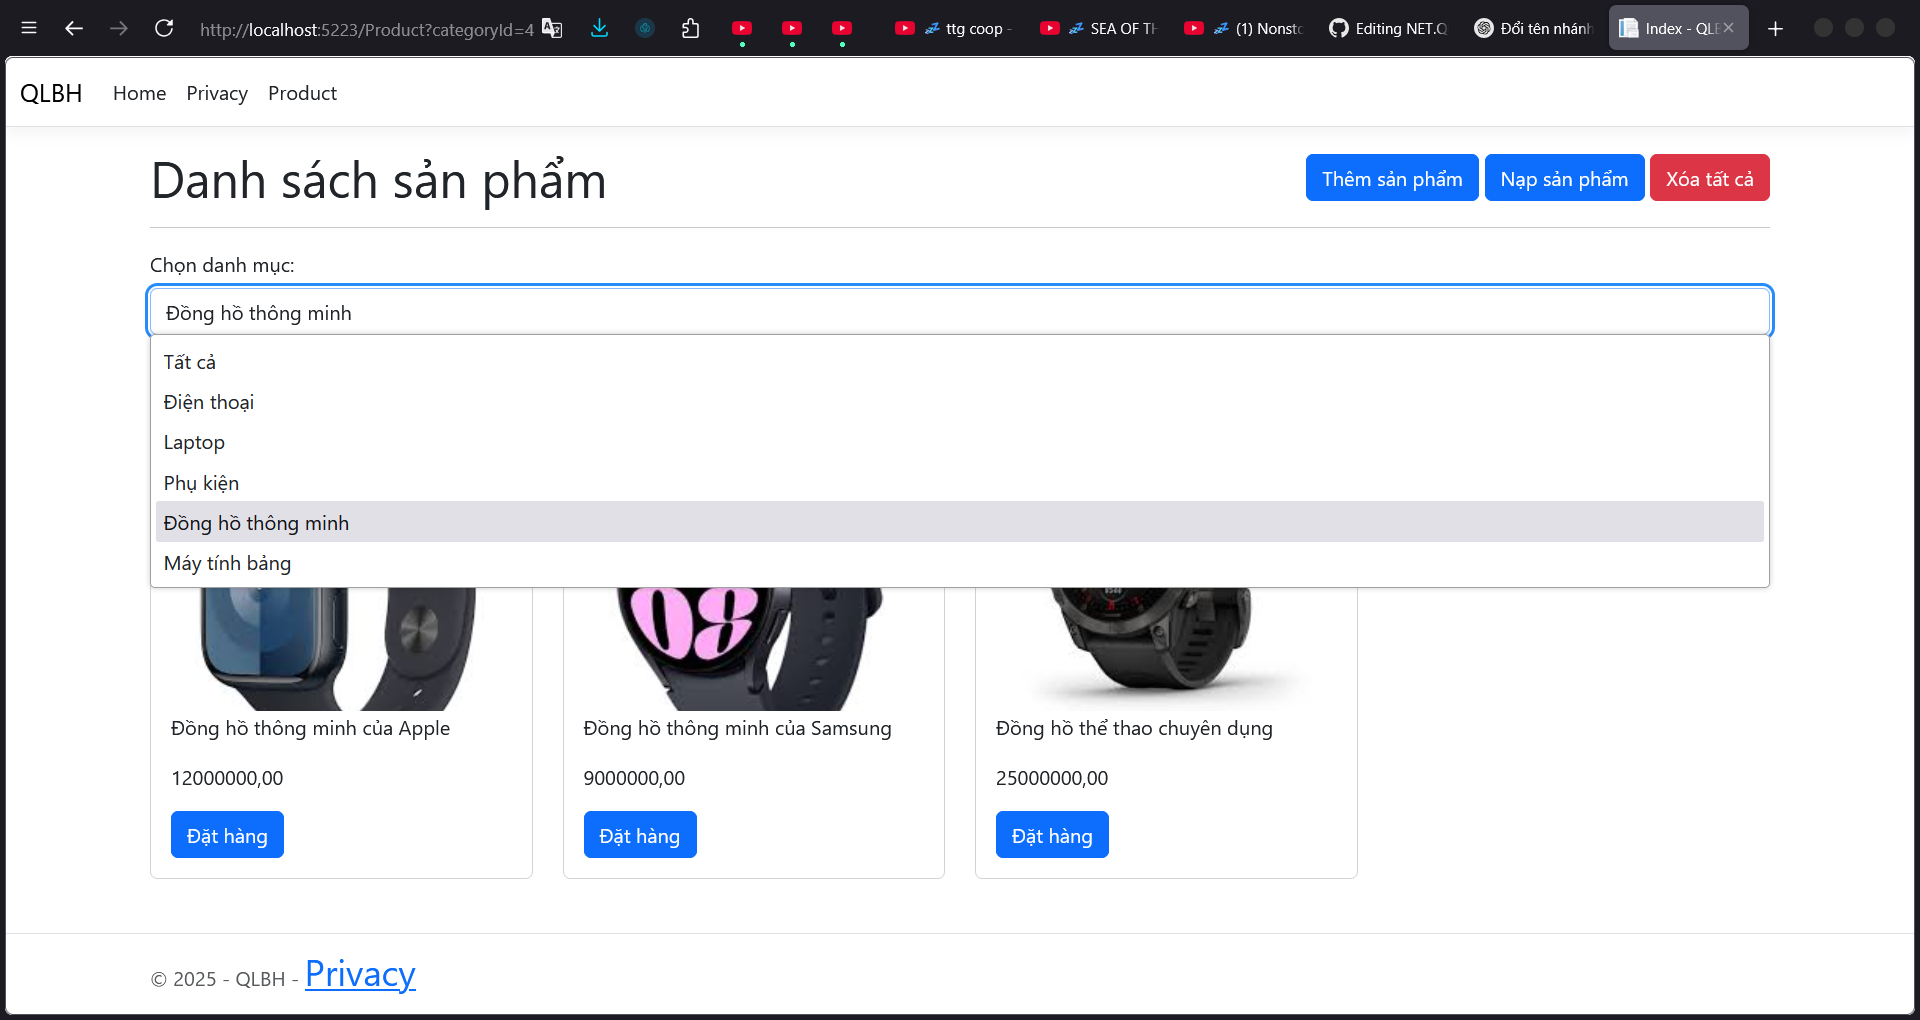 http://localhost:5223/Product?categoryId=4
ttg coop -
SEA OF TH
(1) Nonsto
Editing NET.Q
Đổi tên nhánh
Index - QLB
QLBH
Home
Privacy
Product
Danh sách sản phẩm
Thêm sản phẩm
Nạp sản phẩm
Xóa tất cả
Chọn danh mục:
Đồng hồ thông minh
Tất cả
Điện thoại
Laptop
Phụ kiện
Đồng hồ thông minh
Máy tính bảng
08
Đồng hồ thông minh của Apple
Đồng hồ thông minh của Samsung
Đồng hồ thể thao chuyên dụng
12000000,00
9000000,00
25000000,00
Đặt hàng
Đặt hàng
Đặt hàng
© 2025 - QLBH - Privacy